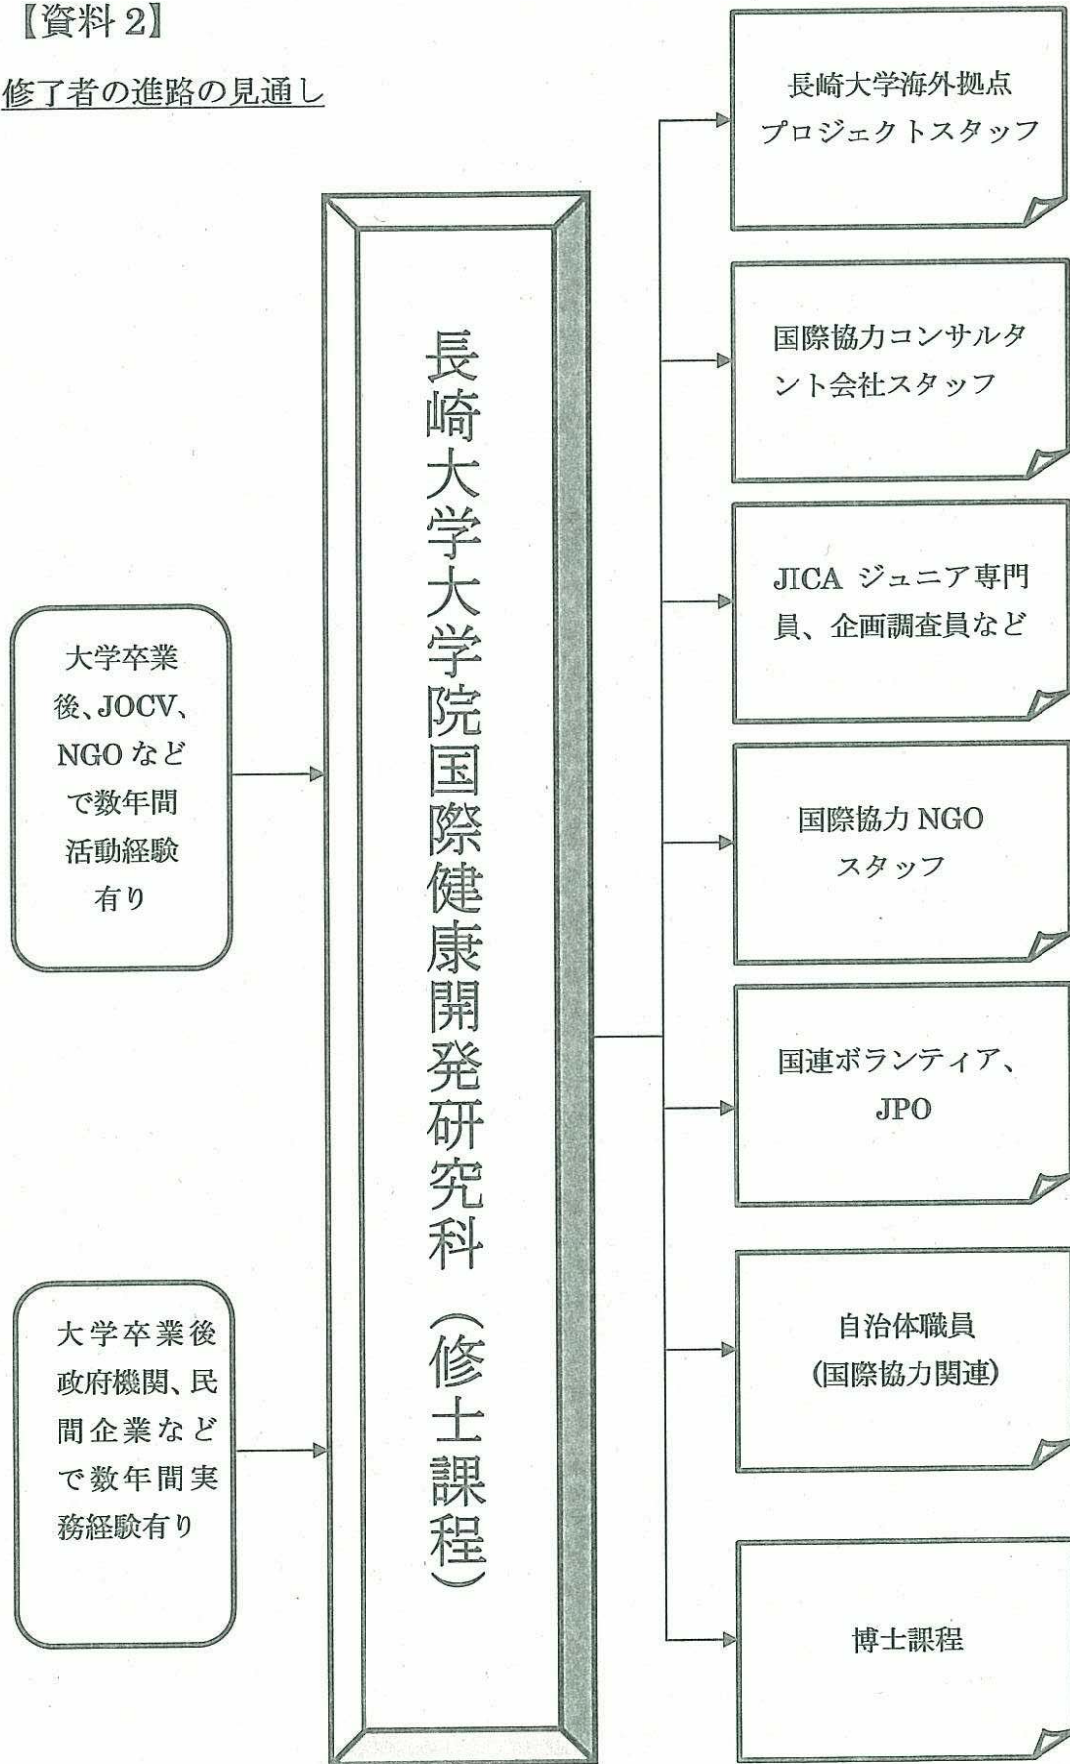 【資料2】
修了者の進路の見通し
大学卒業
後、JOCV、
NGO など
で数年間
活動経験
有り
大学卒業後
政府機関、民
間企業など
で数年間実
務経験有り
長崎大学大学院国際健康開発研究科（修士課程）
長崎大学海外拠点
プロジェクトスタッフ
国際協力コンサルタ
ント会社スタッフ
JICA ジュニア専門
員、企画調査員など
国際協力 NGO
スタッフ
国連ボランティア、
JPO
自治体職員
(国際協力関連)
博士課程